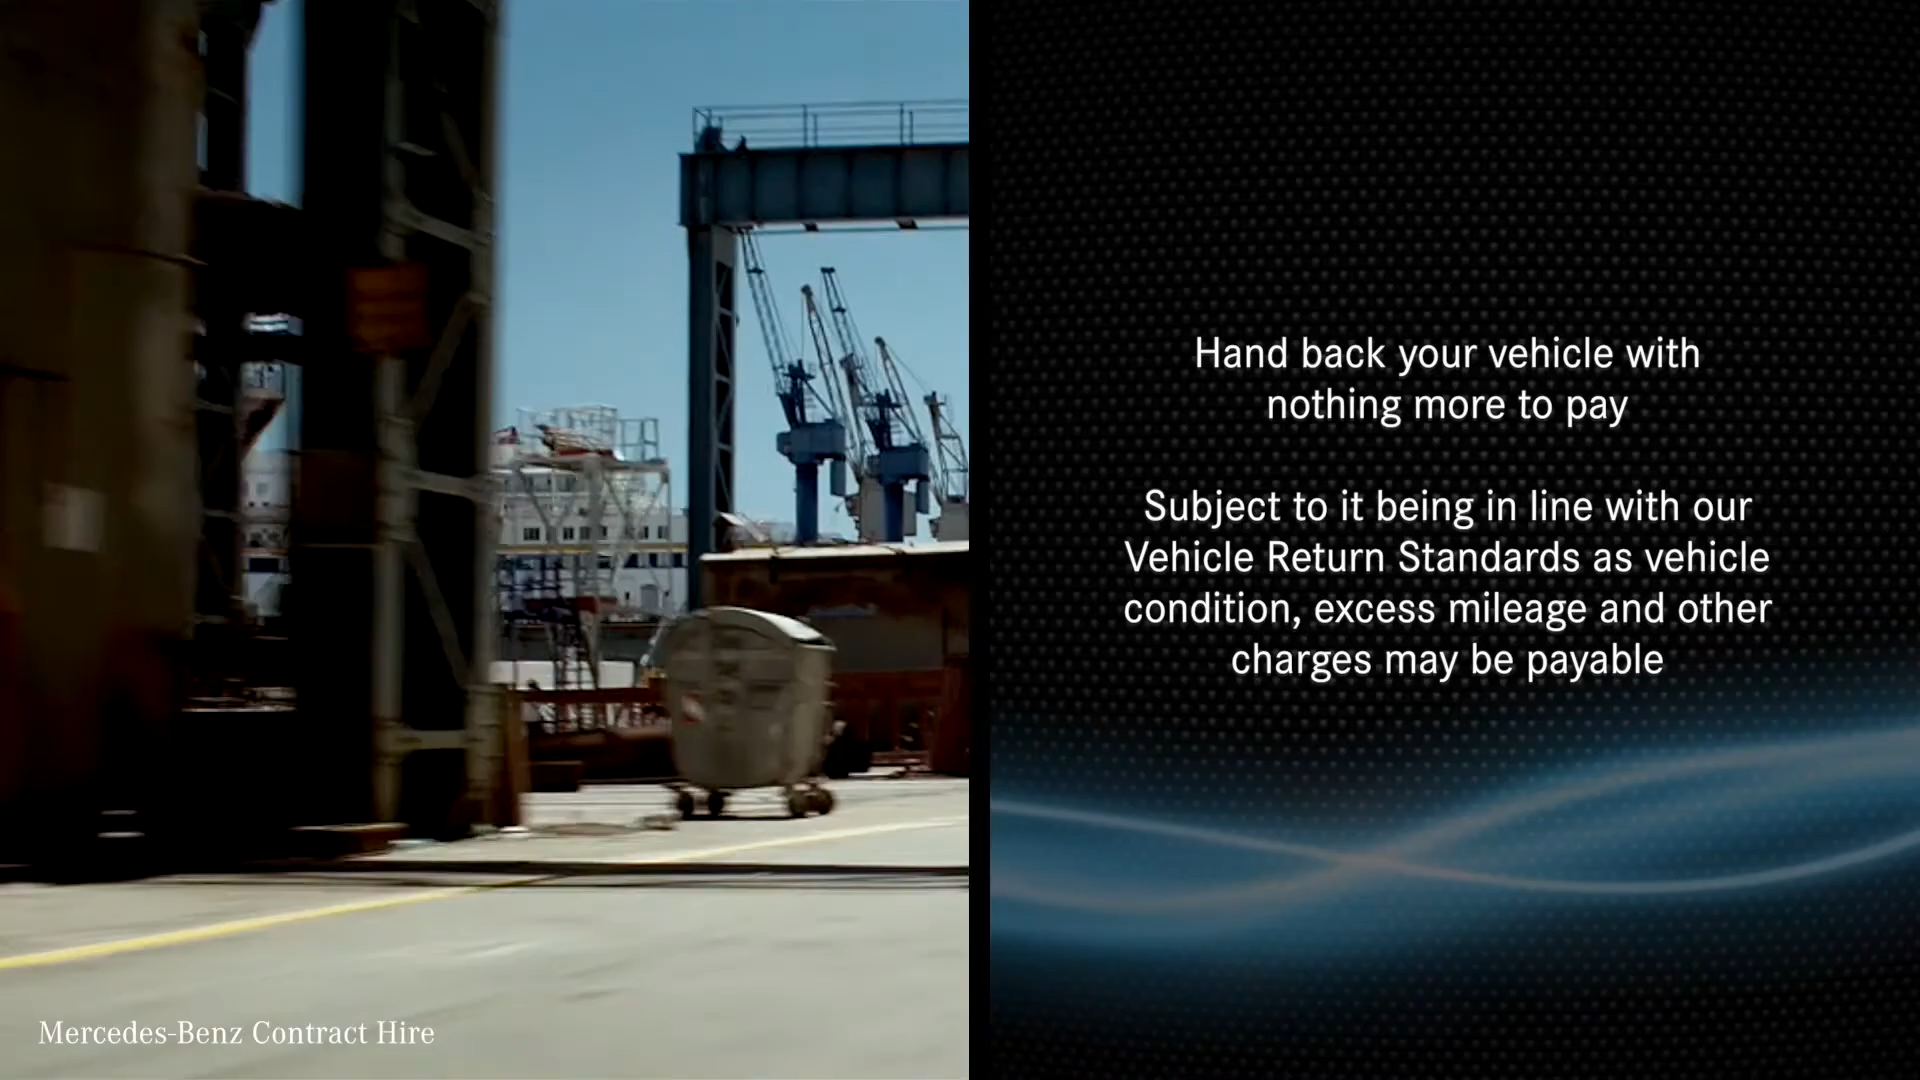 Hand back your vehicle with
nothing more to pay
Subject to it being in line with our
Vehicle Return Standards as vehicle
condition, excess mileage and other
charges may be payable
Mercedes-Benz Contract Hire